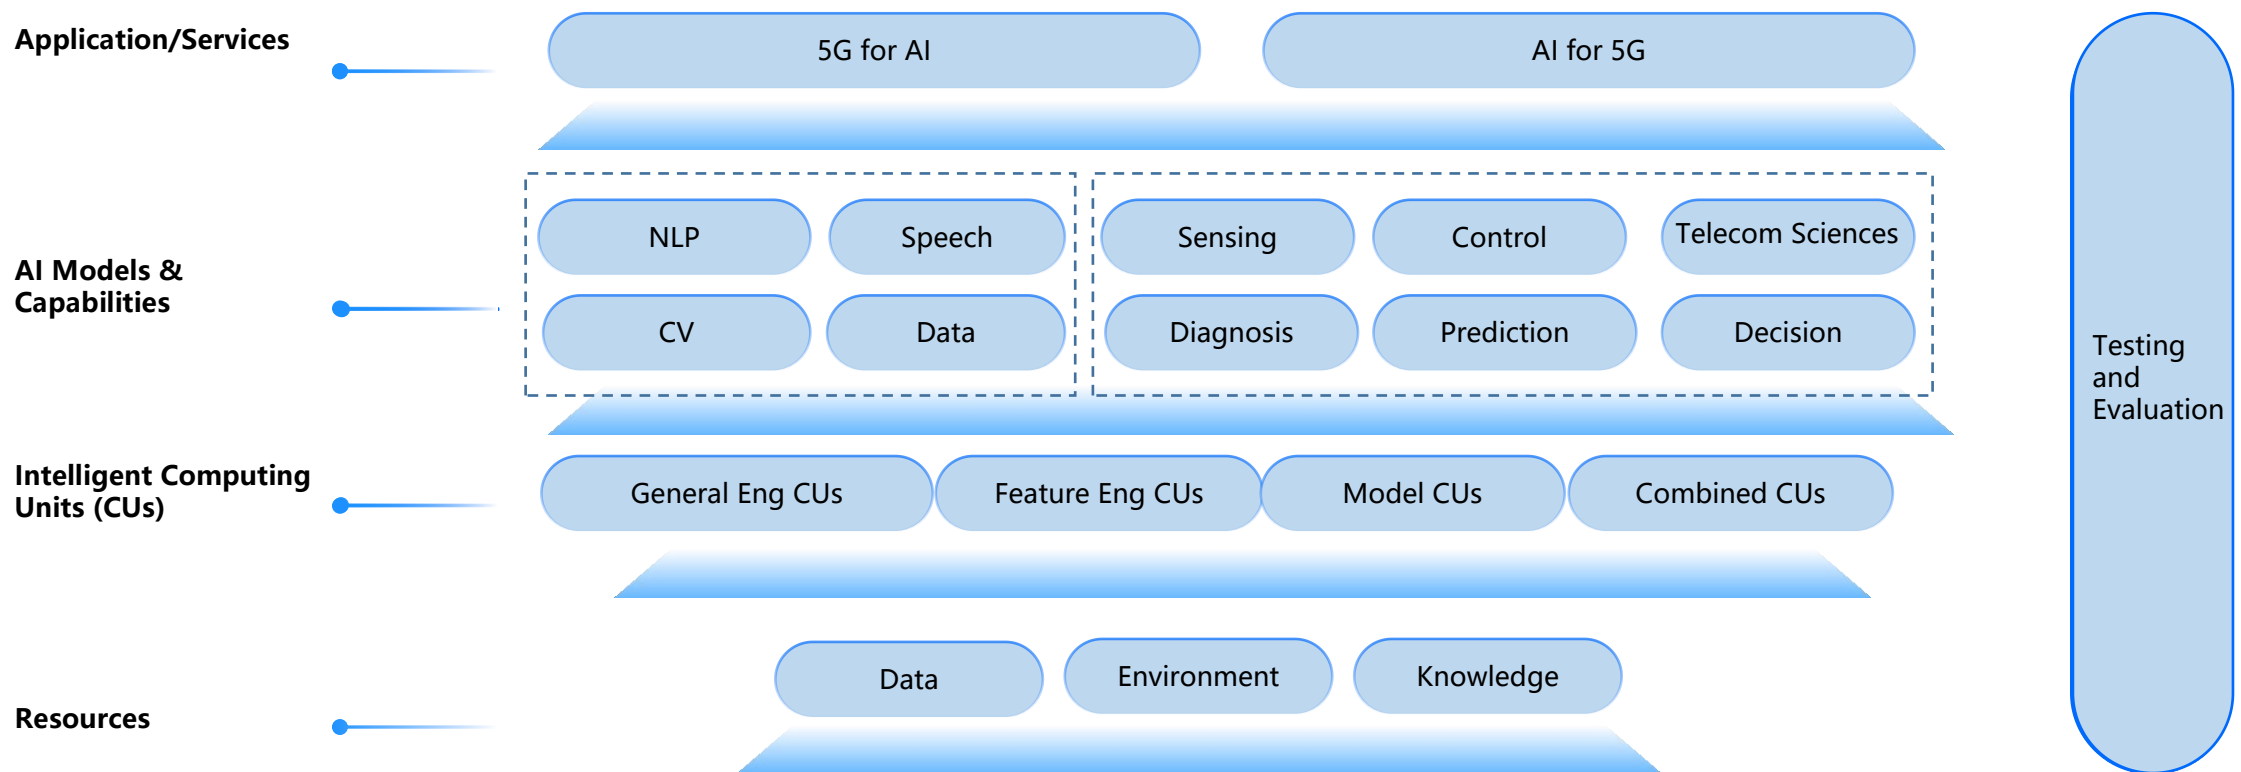 Application/Services
5G for AI
AI for 5G
AI Models &
Capabilities
NLP
Speech
Sensing
Control
Telecom Sciences
CV
Data
Diagnosis
Prediction
Decision
Intelligent Computing
Units (CUs)
General Eng CUs
Feature Eng CUs
Model CUs
Combined CUs
Resources
Data
Environment
Knowledge
Testing
and
Evaluation